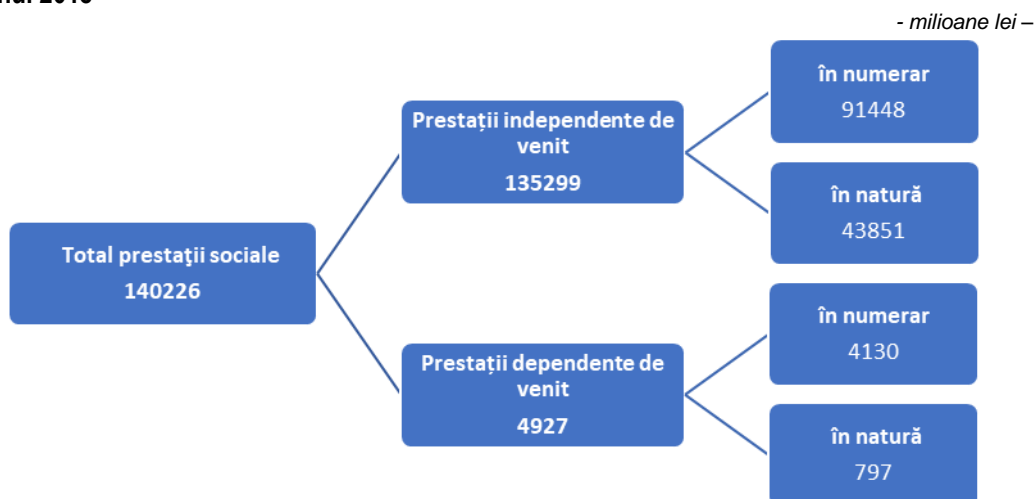 - milioane lei –
în numerar
91448
Prestații independente de
venit
135299
în natură
43851
Total prestaţii sociale
140226
în numerar
4130
Prestații dependente de
venit
4927
în natură
797